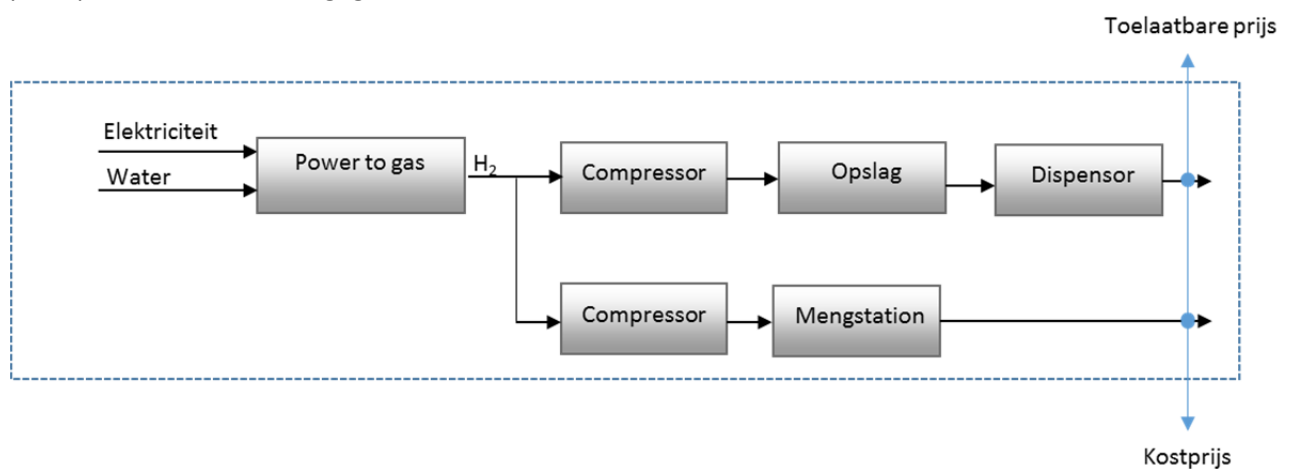 Toelaatbare prijs
Elektriciteit
Water
Power to gas
H₂
Compressor
Opslag
Dispensor
Compressor
Mengstation
Kostprijs